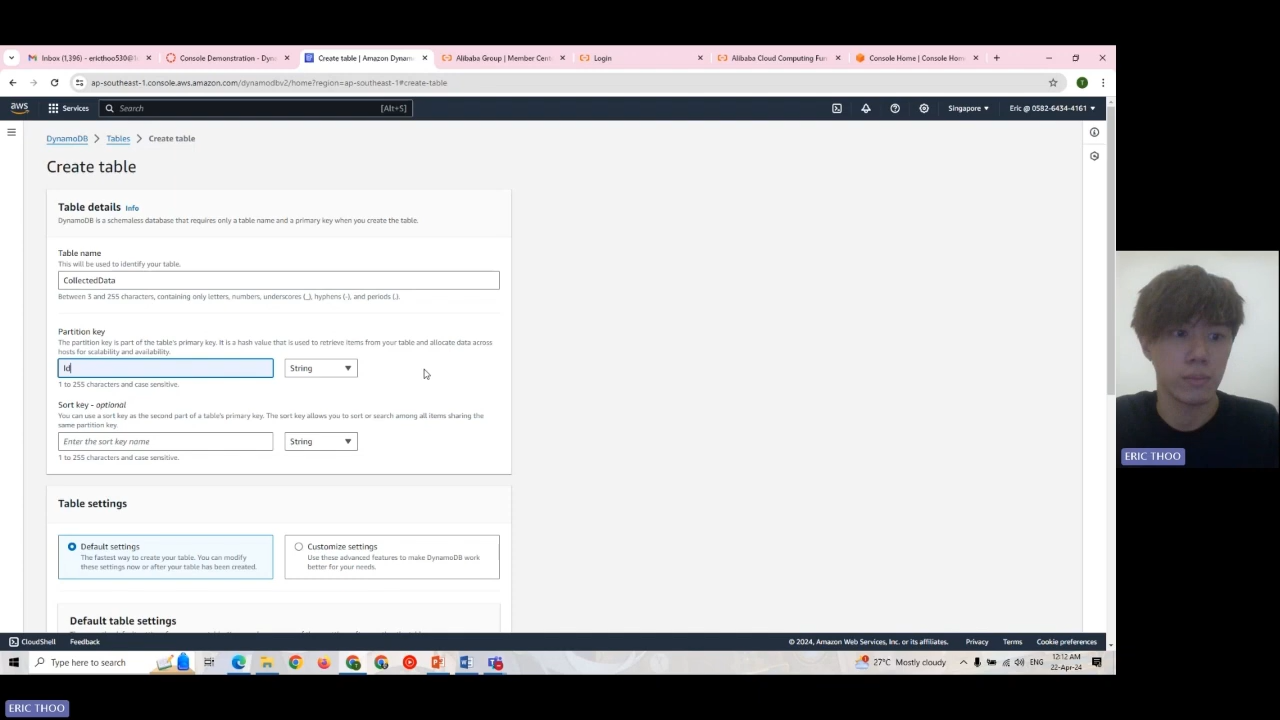 Inbox (1,396) - ericthoo530@
Console Demonstration - Dyn
Create table | Amazon Dynam
Alibaba Group | Member Cent
Login
Alibaba Cloud Computing Fun
Console Home | Console Hom
ap-southeast-1.console.aws.amazon.com/dynamodbv2/home?region=ap-southeast-1#create-table
T
aws
Services
Search
[Alt+S]
Singapore
Eric @ 0582-6434-4161
DynamoDB > Tables > Create table
Create table
Table details Info
DynamoDB is a schemaless database that requires only a table name and a primary key when you create the table.
Table name
This will be used to identify your table.
CollectedData
Between 3 and 255 characters, containing only letters, numbers, underscores (_), hyphens (-), and periods (.).
Partition key
The partition key is part of the table's primary key. It is a hash value that is used to retrieve items from your table and allocate data across
hosts for scalability and availability.
Id
String
1 to 255 characters and case sensitive.
Sort key - optional
You can use a sort key as the second part of a table's primary key. The sort key allows you to sort or search among all items sharing the
same partition key.
Enter the sort key name
String
1 to 255 characters and case sensitive.
Table settings
Default settings
The fastest way to create your table. You can modify
these settings now or after your table has been created.
Customize settings
Use these advanced features to make DynamoDB work
better for your needs.
Default table settings
CloudShell
Feedback
© 2024, Amazon Web Services, Inc. or its affiliates.
Privacy
Terms
Cookie preferences
Type here to search
27°C Mostly cloudy
ENG
12:12 AM
22-Apr-24
ERIC THOO
ERIC THOO